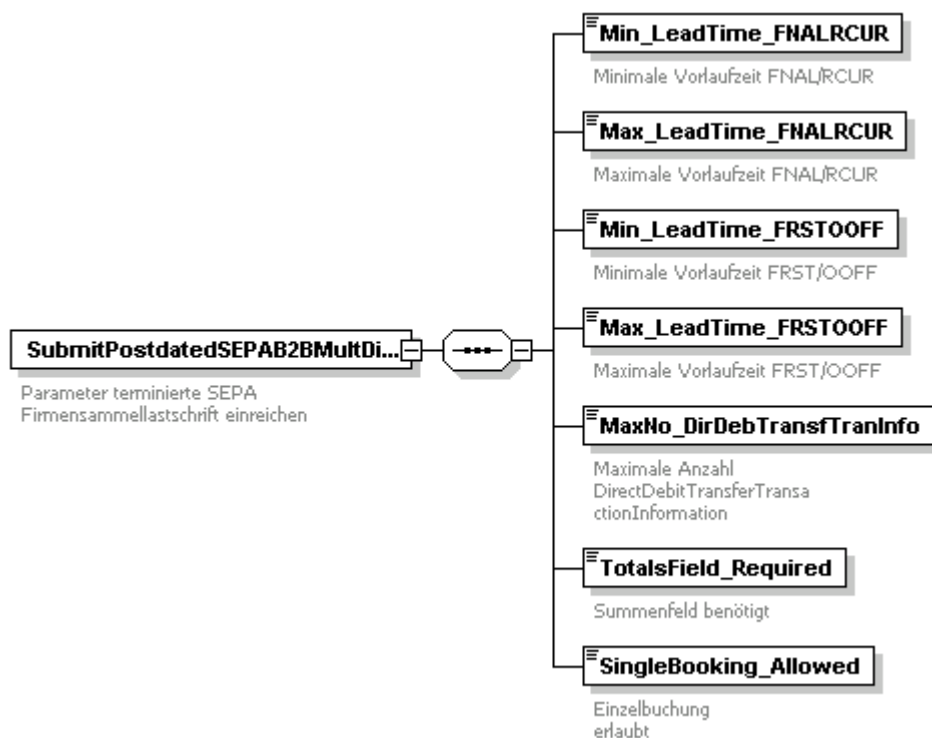 Min_LeadTime_FNALRCUR
Minimale Vorlaufzeit FNAL/RCUR
Max_LeadTime_FNALRCUR
Maximale Vorlaufzeit FNAL/RCUR
Min_LeadTime_FRSTOOFF
Minimale Vorlaufzeit FRST/OOFF
SubmitPostdatedSEPAB2BMultDi...
Parameter terminierte SEPA
Firmensammellastschrift einreichen
Max_LeadTime_FRSTOOFF
Maximale Vorlaufzeit FRST/OOFF
MaxNo_DirDebTransfTranInfo
Maximale Anzahl
DirectDebitTransferTransa
ctionInformation
TotalsField_Required
Summenfeld benötigt
SingleBooking_Allowed
Einzelbuchung
erlaubt